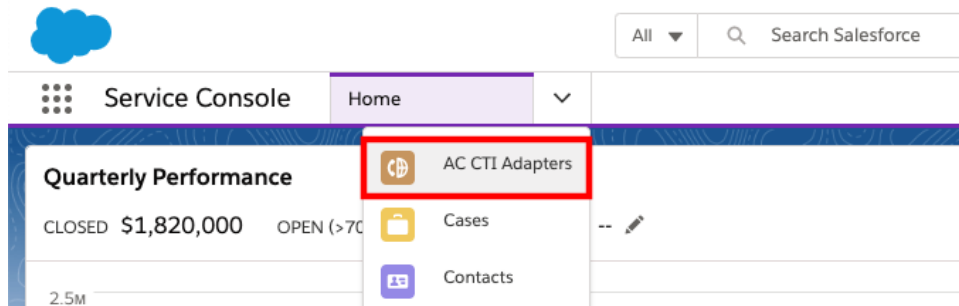 All
Search Salesforce
Service Console
Home
AC CTI Adapters
Quarterly Performance
CLOSED $1,820,000 OPEN (>70 --
Cases
Contacts
2.5M